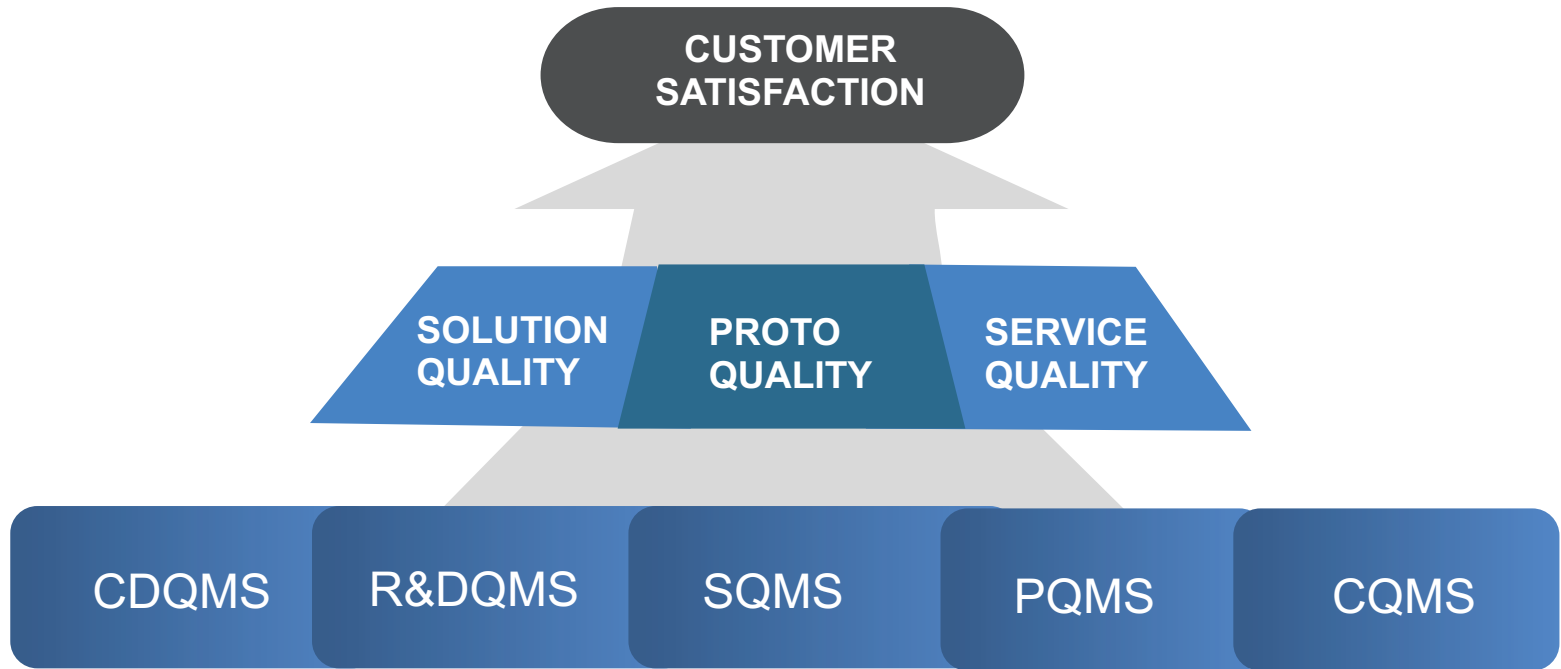 CUSTOMER
SATISFACTION
SOLUTION
QUALITY
PROTO
QUALITY
SERVICE
QUALITY
CDQMS
R&DQMS
SQMS
PQMS
CQMS